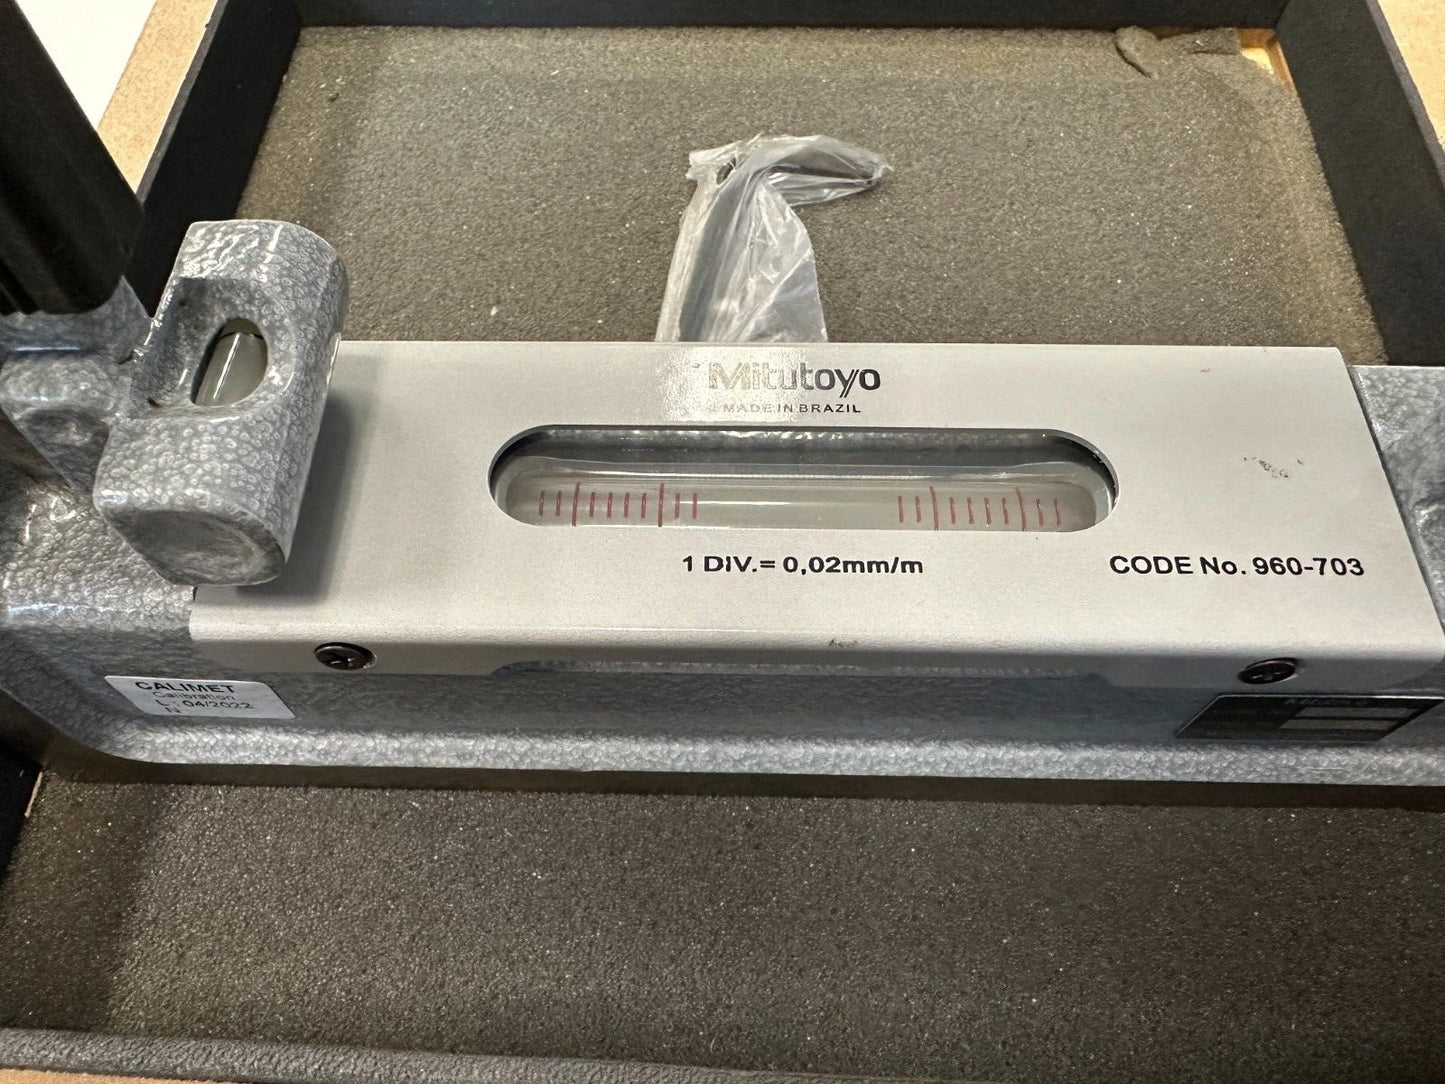 Mitutoyo
MADE IN BRAZIL
1 DIV.= 0,02mm/m
CODE No. 960-703
CALIMET
Calibration
L : 04/2022
N